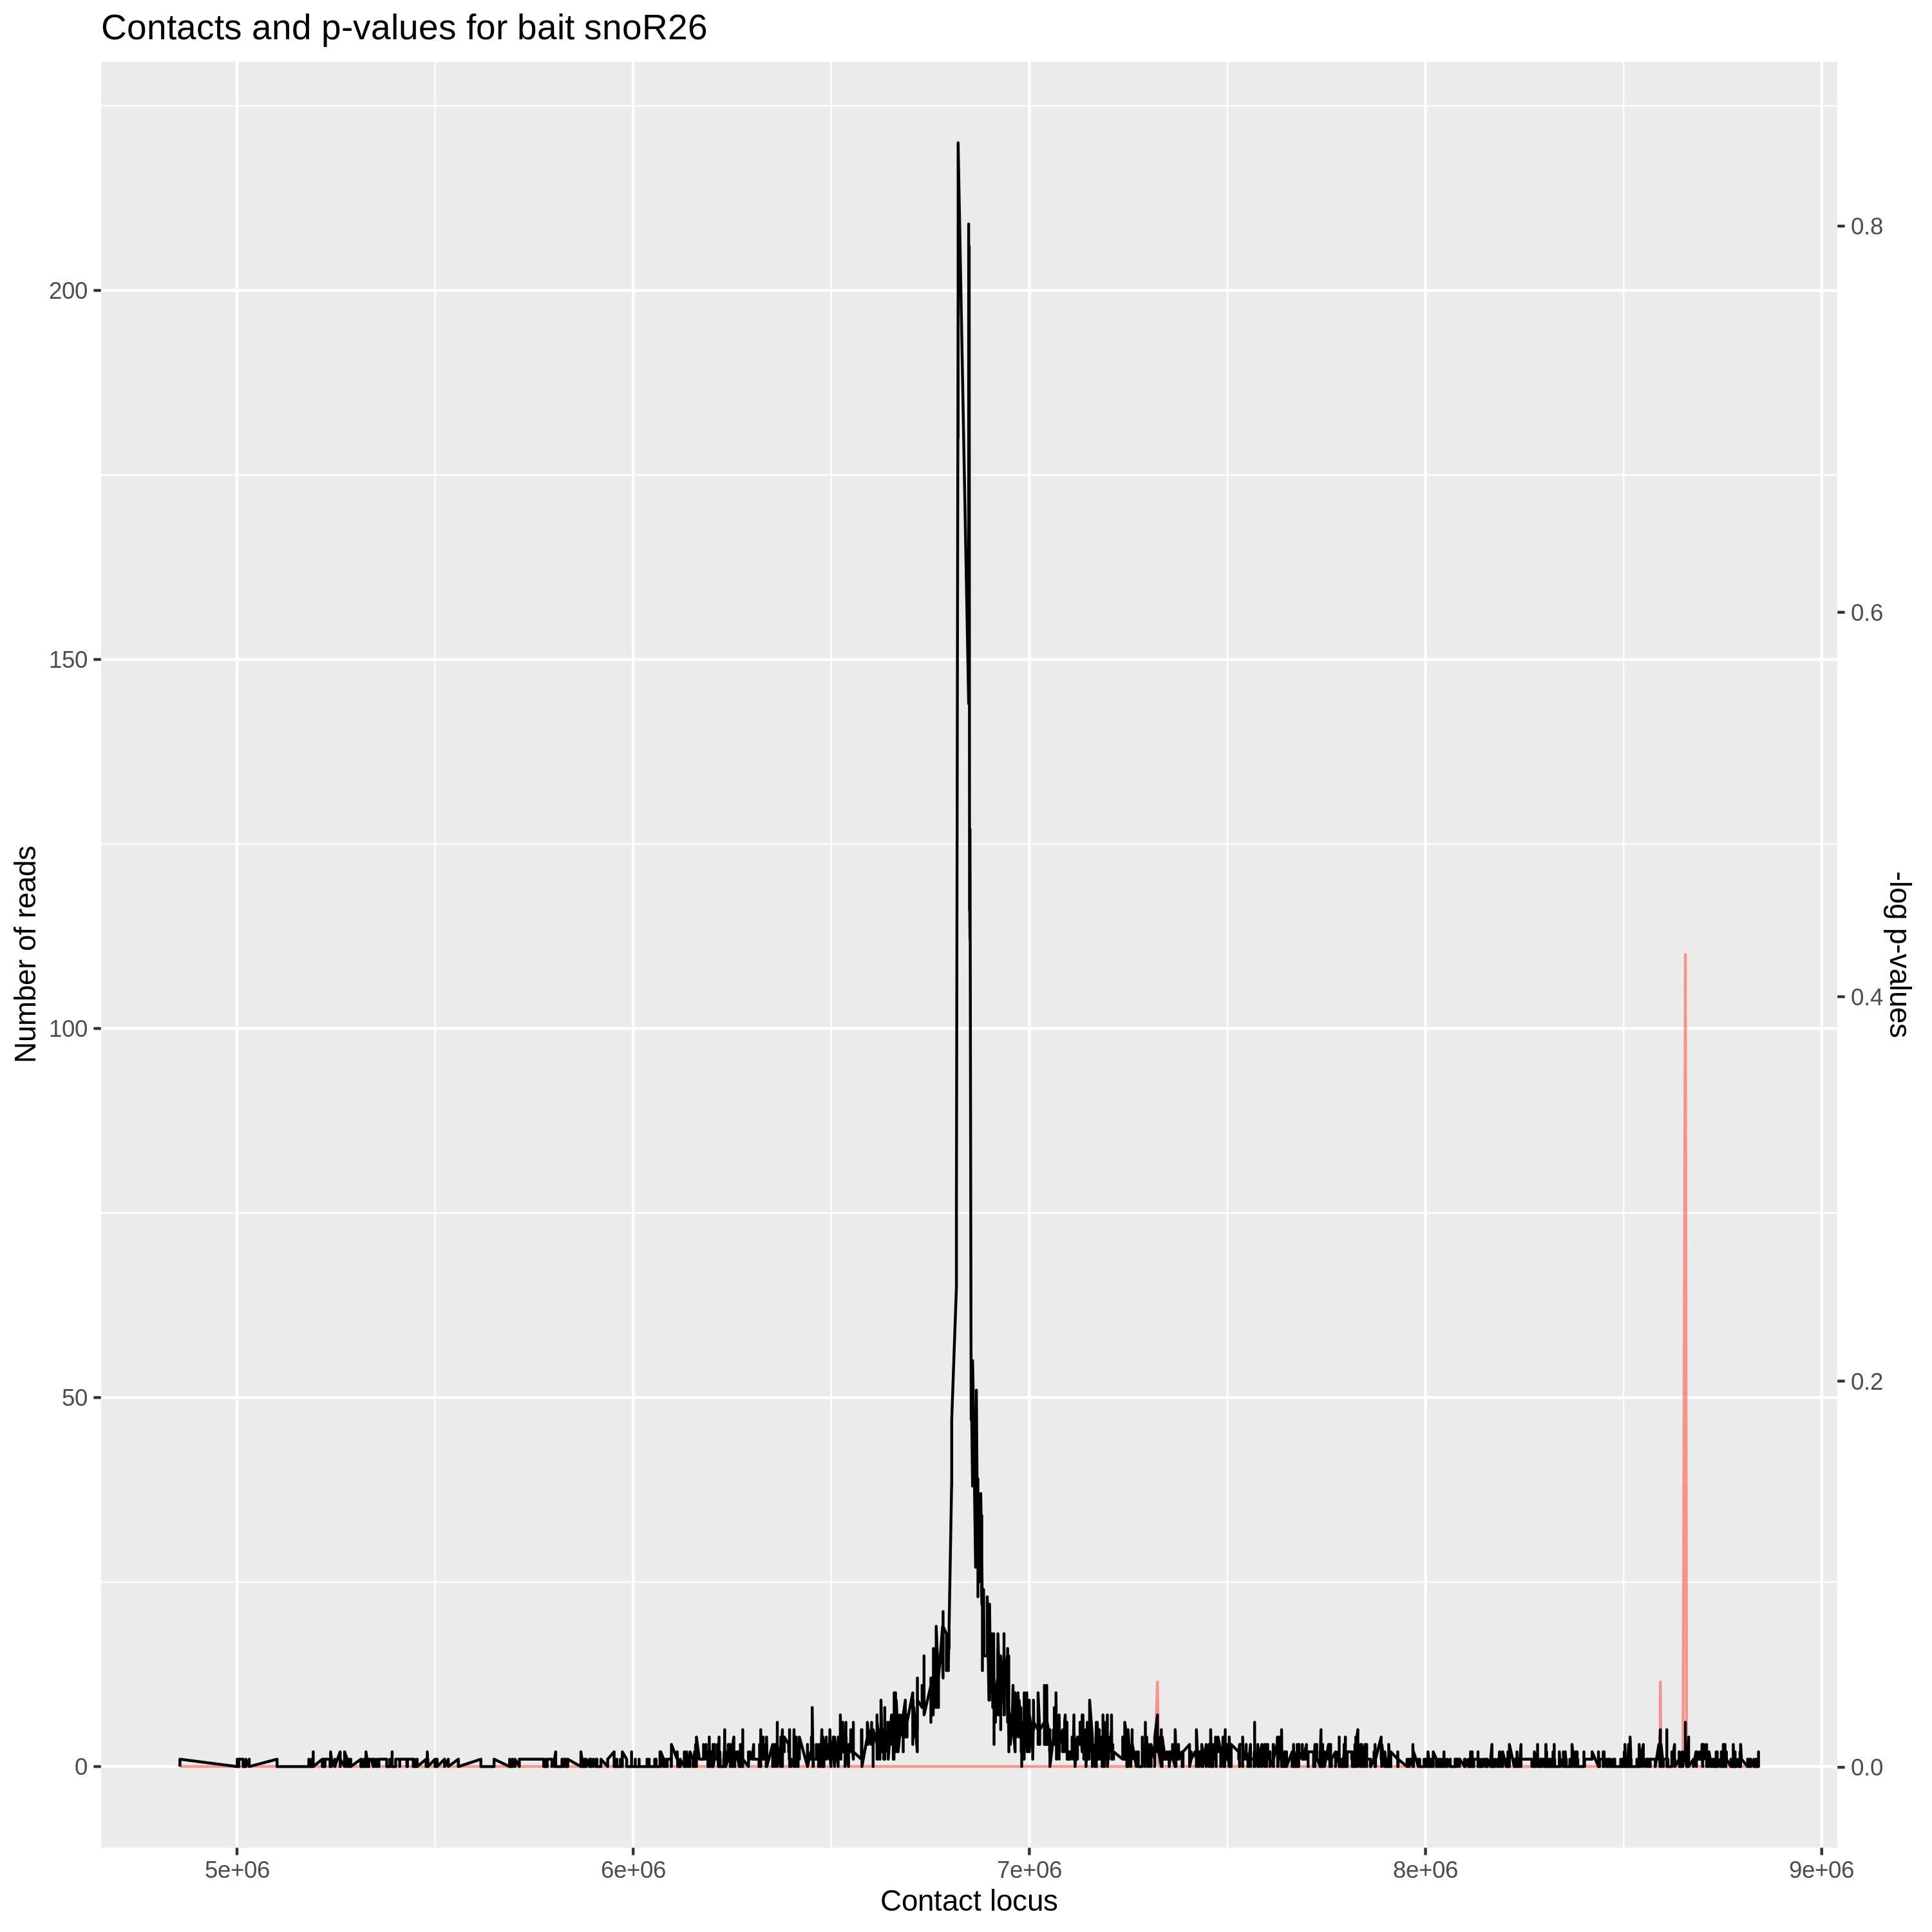 Contacts and p-values for bait snoR26
Number of reads
200
150
100
50
0
0.8
0.6
0.4
0.2
0.0
-log p-values
5e+06
6e+06
7e+06
8e+06
9e+06
Contact locus